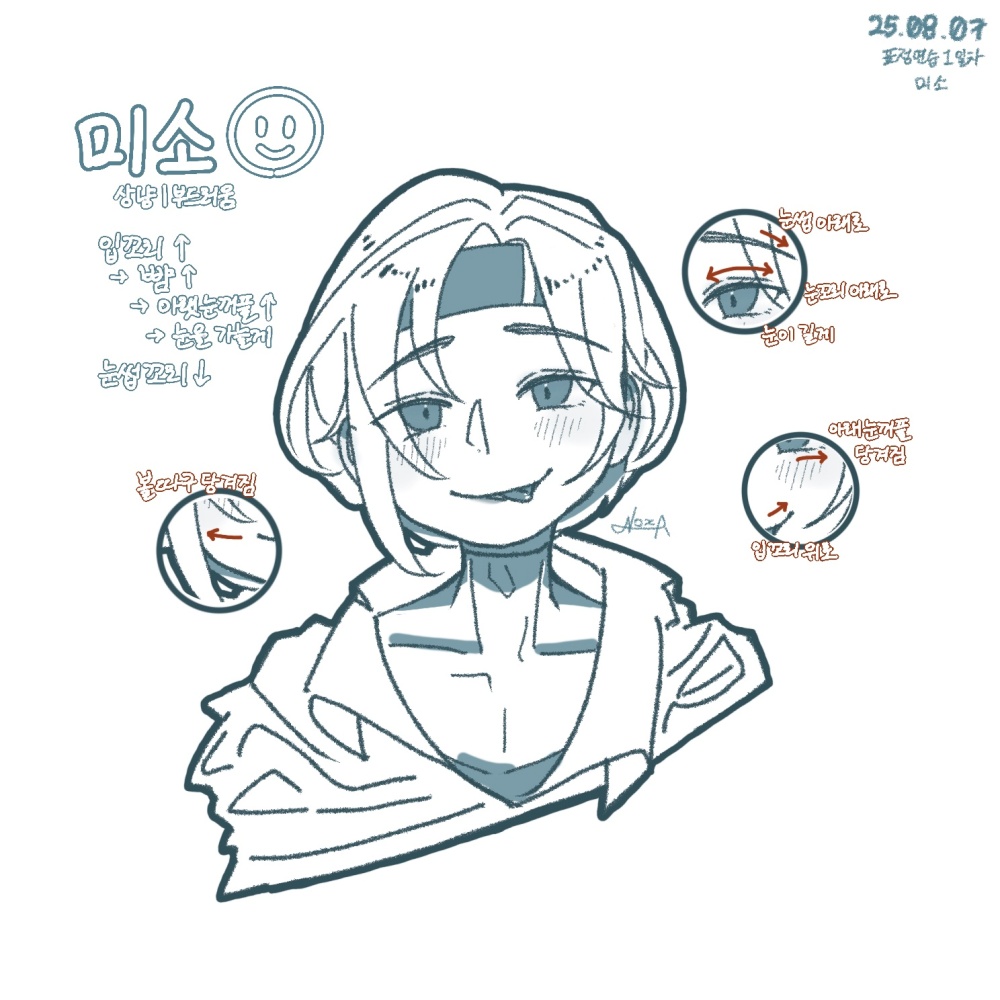 25.08.07
표정연습 1일차
미소
미소
상냥 | 부드러움
입꼬리 ↑
→ 뺨 ↑
→ 아랫눈꺼풀 ↑
→ 눈은 가늘게
눈썹 꼬리 ↓
눈썹 아래로
눈꼬리 아래로
눈이 길게
아래눈꺼풀
당겨짐
입꼬리 위로
볼따구 당겨짐